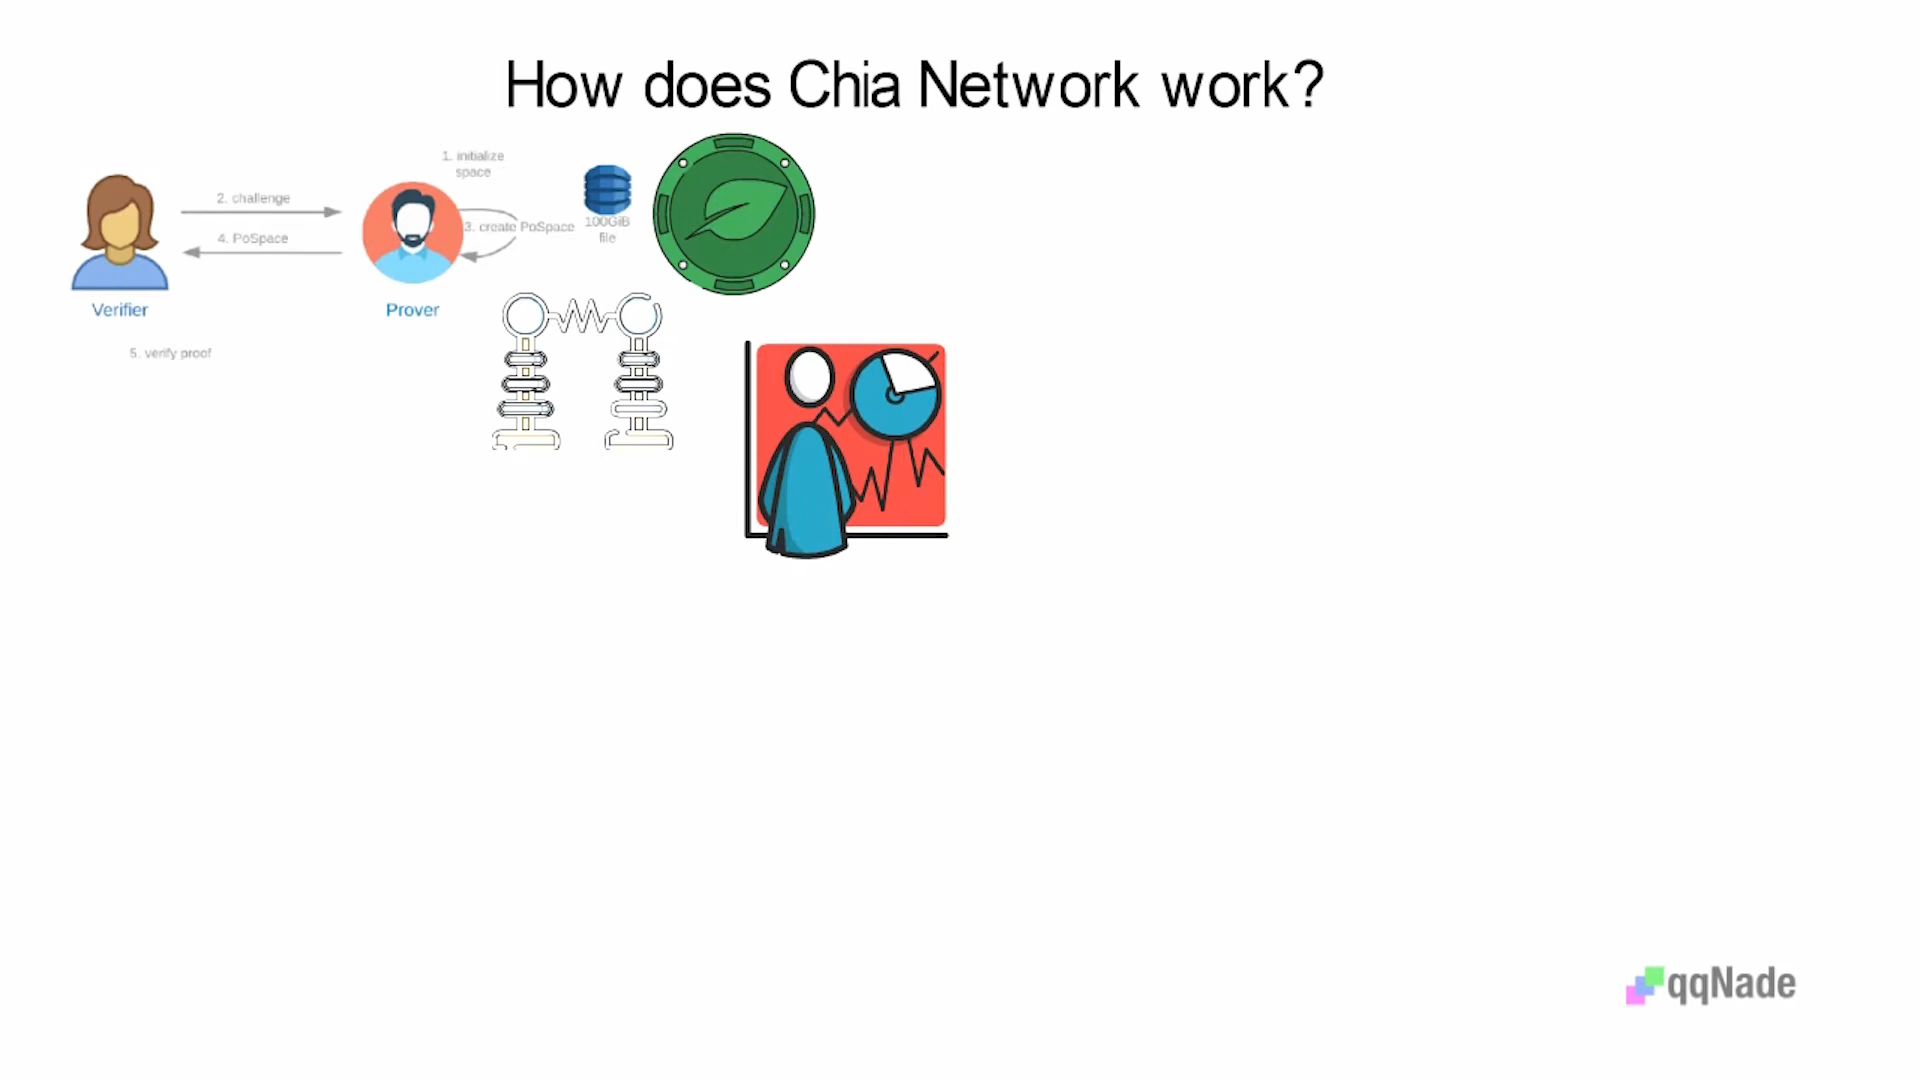 How does Chia Network work?
1. initialize
space
2. challenge
3. create PoSpace
100GiB
file
4. PoSpace
Verifier
Prover
5. verify proof
qqNade